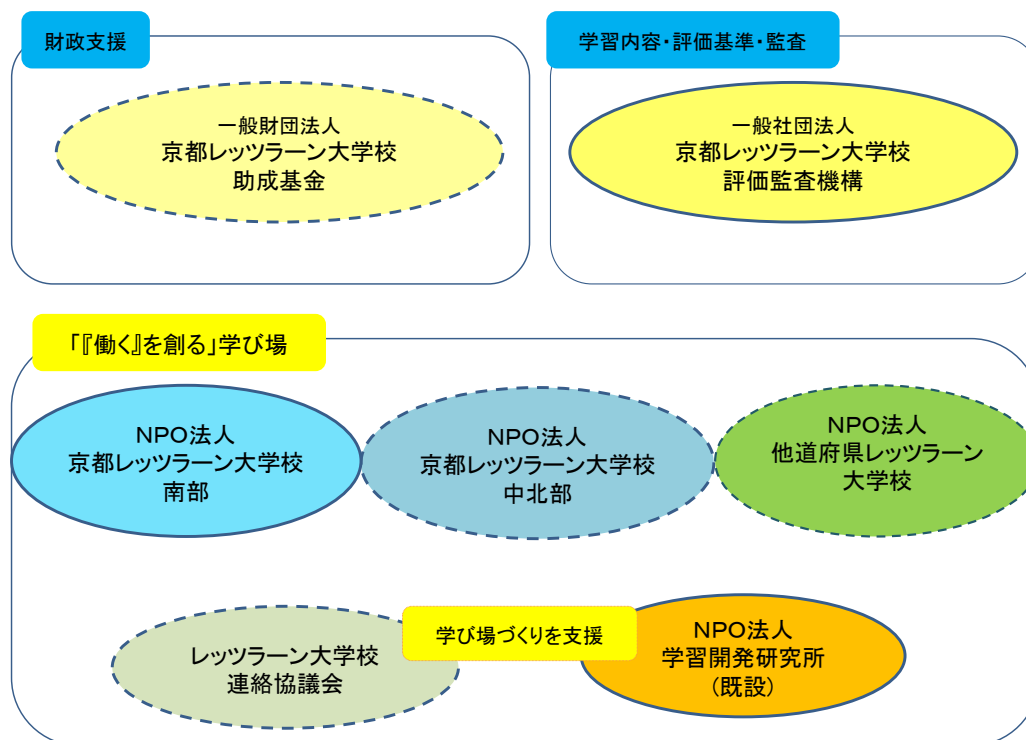 財政支援
学習内容・評価基準・監査
一般財団法人
京都レッツラーン大学校
助成基金
一般社団法人
京都レッツラーン大学校
評価監査機構
「『働く』を創る」学び場
NPO法人
京都レッツラーン大学校
南部
NPO法人
京都レッツラーン大学校
中北部
NPO法人
他道府県レッツラーン
大学校
レッツラーン大学校
連絡協議会
学び場づくりを支援
NPO法人
学習開発研究所
(既設)